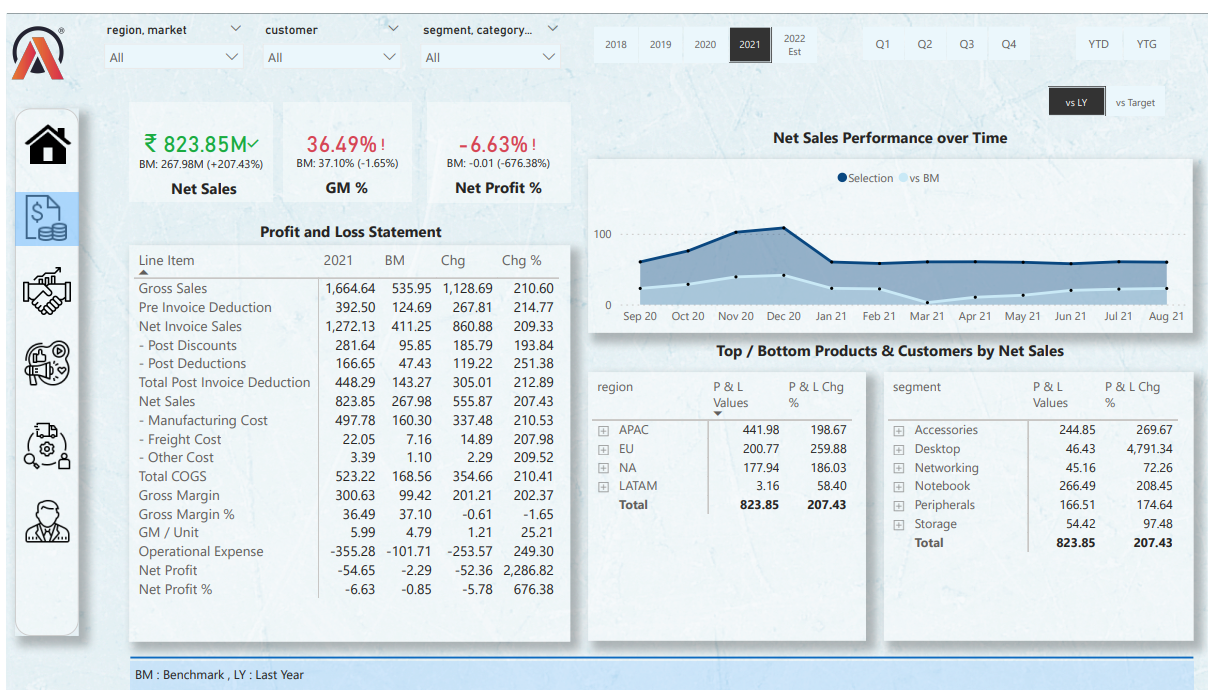 region, market customer segment, category...
All All All
2018 2019 2020 2021 2022 Est
Q1 Q2 Q3 Q4
YTD YTG
vs LY vs Target
₹ 823.85M✓
BM: 267.98M (+207.43%)
Net Sales
36.49% !
BM: 37.10% (-1.65%)
GM %
-6.63% !
BM: -0.01 (-676.38%)
Net Profit %
Net Sales Performance over Time
Selection vs BM
100
0
Sep 20 Oct 20 Nov 20 Dec 20 Jan 21 Feb 21 Mar 21 Apr 21 May 21 Jun 21 Jul 21 Aug 21
Profit and Loss Statement
Line Item 2021 BM Chg Chg %
Gross Sales 1,664.64 535.95 1,128.69 210.60
Pre Invoice Deduction 392.50 124.69 267.81 214.77
Net Invoice Sales 1,272.13 411.25 860.88 209.33
- Post Discounts 281.64 95.85 185.79 193.84
- Post Deductions 166.65 47.43 119.22 251.38
Total Post Invoice Deduction 448.29 143.27 305.01 212.89
Net Sales 823.85 267.98 555.87 207.43
- Manufacturing Cost 497.78 160.30 337.48 210.53
- Freight Cost 22.05 7.16 14.89 207.98
- Other Cost 3.39 1.10 2.29 209.52
Total COGS 523.22 168.56 354.66 210.41
Gross Margin 300.63 99.42 201.21 202.37
Gross Margin % 36.49 37.10 -0.61 -1.65
GM / Unit 5.99 4.79 1.21 25.21
Operational Expense -355.28 -101.71 -253.57 249.30
Net Profit -54.65 -2.29 -52.36 2,286.82
Net Profit % -6.63 -0.85 -5.78 676.38
Top / Bottom Products & Customers by Net Sales
region P & L Values P & L Chg %
APAC 441.98 198.67
EU 200.77 259.88
NA 177.94 186.03
LATAM 3.16 58.40
Total 823.85 207.43
segment P & L Values P & L Chg %
Accessories 244.85 269.67
Desktop 46.43 4,791.34
Networking 45.16 72.26
Notebook 266.49 208.45
Peripherals 166.51 174.64
Storage 54.42 97.48
Total 823.85 207.43
BM : Benchmark , LY : Last Year